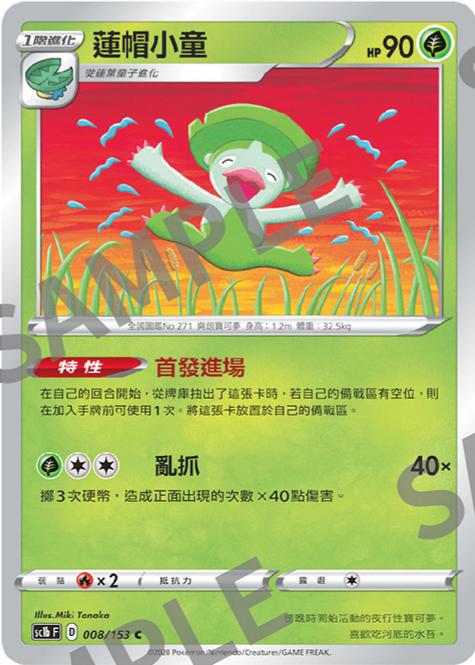 1階進化
蓮帽小童
HP 90
從蓮葉童子進化
全國圖鑑No.271 爽朗寶可夢 身高:1.2m 體重:32.5kg
特性 首發進場
在自己的回合開始,從牌庫抽出了這張卡時,若自己的備戰區有空位,則
在加入手牌前可使用1次。將這張卡放置於自己的備戰區。
亂抓 40×
擲3次硬幣,造成正面出現的次數×40點傷害。
弱點 ×2 抵抗力 撤退
Illus.Miki Tanaka
sc1b F D 008/153 C
傍晚時開始活動的夜行性寶可夢。
喜歡吃河底的水苔。
©2020 Pokémon/Nintendo/Creatures/GAME FREAK.
SAMPLE
SAMPLE